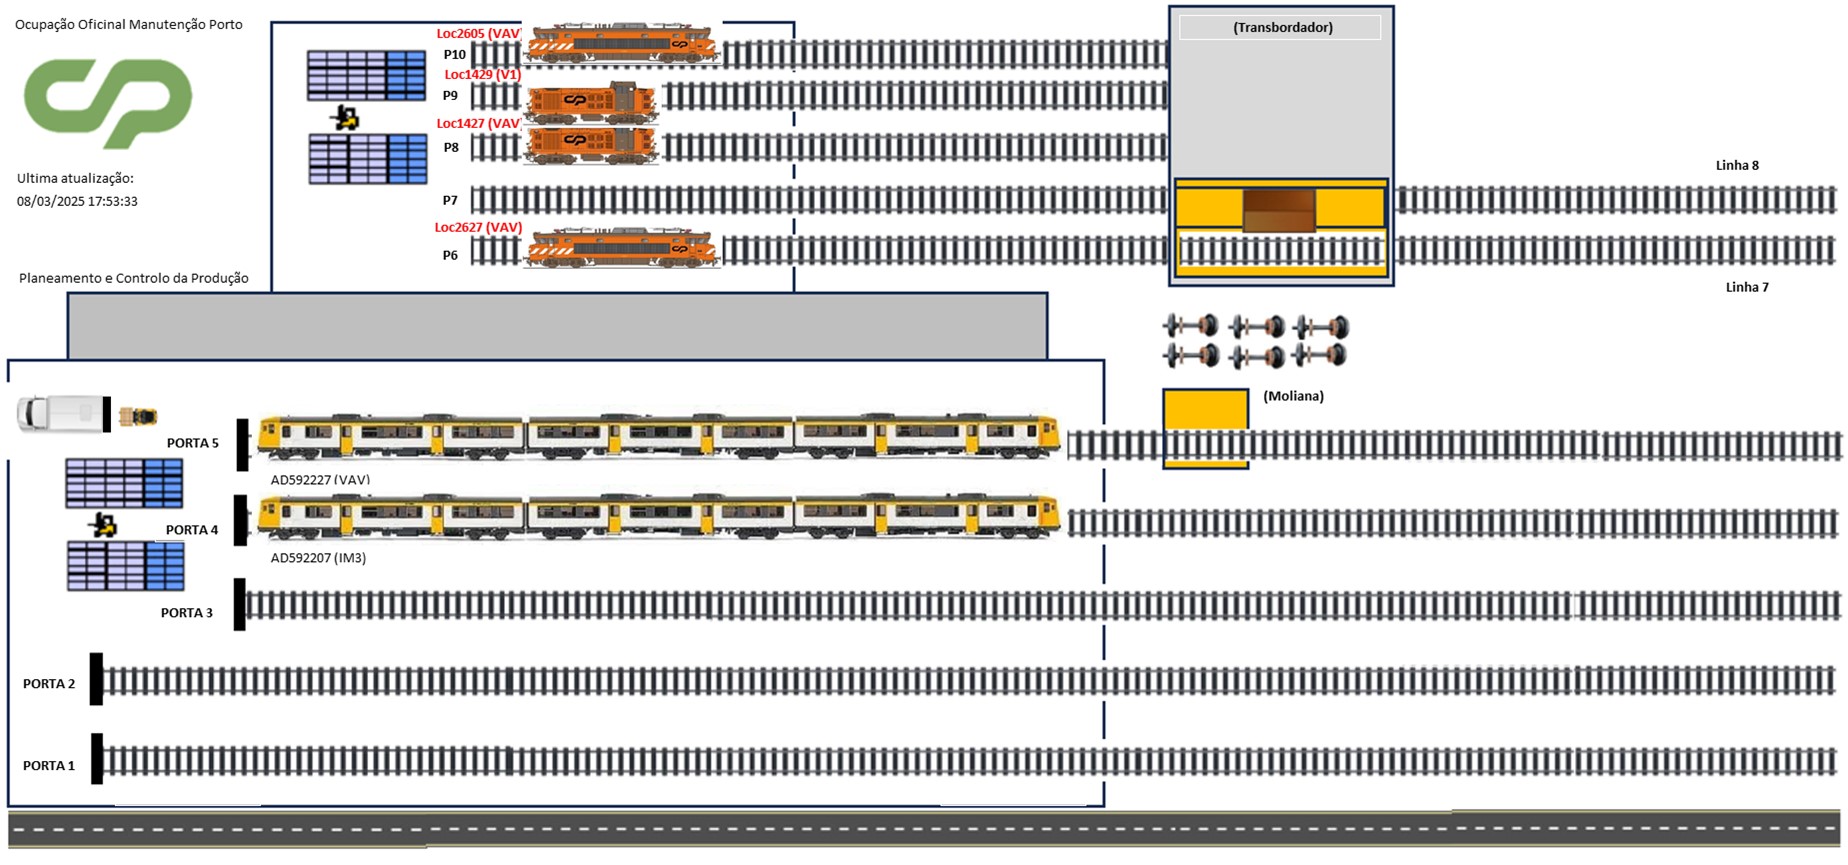 Ocupação Oficinal Manutenção Porto
(Transbordador)
Loc2605 (VAV)
P10
Loc1429 (V1)
P9
Loc1427 (VAV)
P8
Linha 8
Ultima atualização:
08/03/2025 17:53:33
P7
Loc2627 (VAV)
P6
Planeamento e Controlo da Produção
Linha 7
(Moliana)
PORTA 5
AD592227 (VAV)
PORTA 4
AD592207 (IM3)
PORTA 3
PORTA 2
PORTA 1